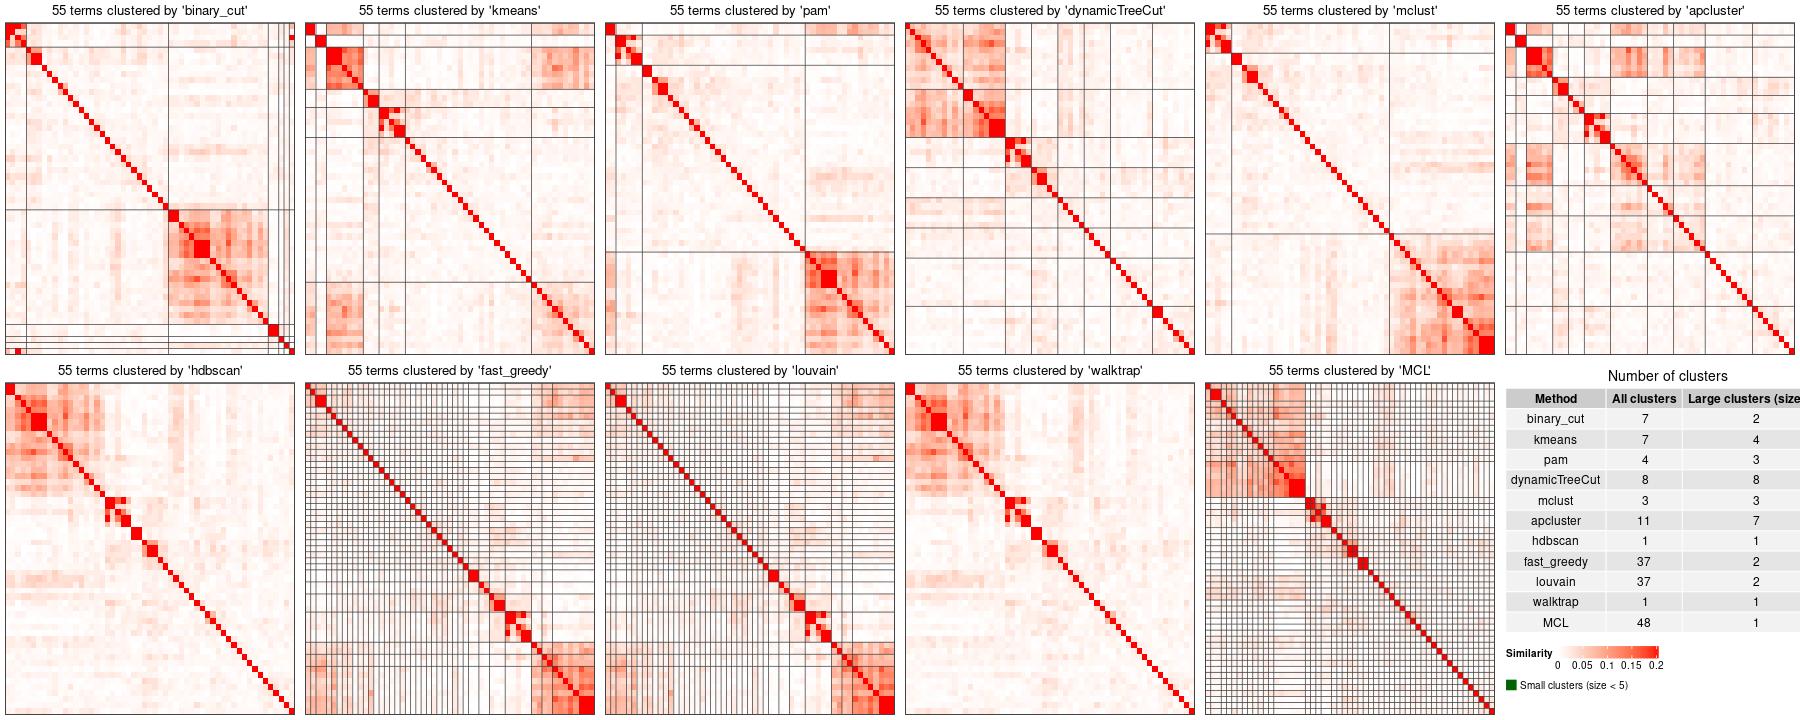 55 terms clustered by 'binary_cut'
55 terms clustered by 'kmeans'
55 terms clustered by 'pam'
55 terms clustered by 'dynamicTreeCut'
55 terms clustered by 'mclust'
55 terms clustered by 'apcluster'
55 terms clustered by 'hdbscan'
55 terms clustered by 'fast_greedy'
55 terms clustered by 'louvain'
55 terms clustered by 'walktrap'
55 terms clustered by 'MCL'
Number of clusters
Method All clusters Large clusters (size
binary_cut 7 2
kmeans 7 4
pam 4 3
dynamicTreeCut 8 8
mclust 3 3
apcluster 11 7
hdbscan 1 1
fast_greedy 37 2
louvain 37 2
walktrap 1 1
MCL 48 1
Similarity
0 0.05 0.1 0.15 0.2
Small clusters (size < 5)